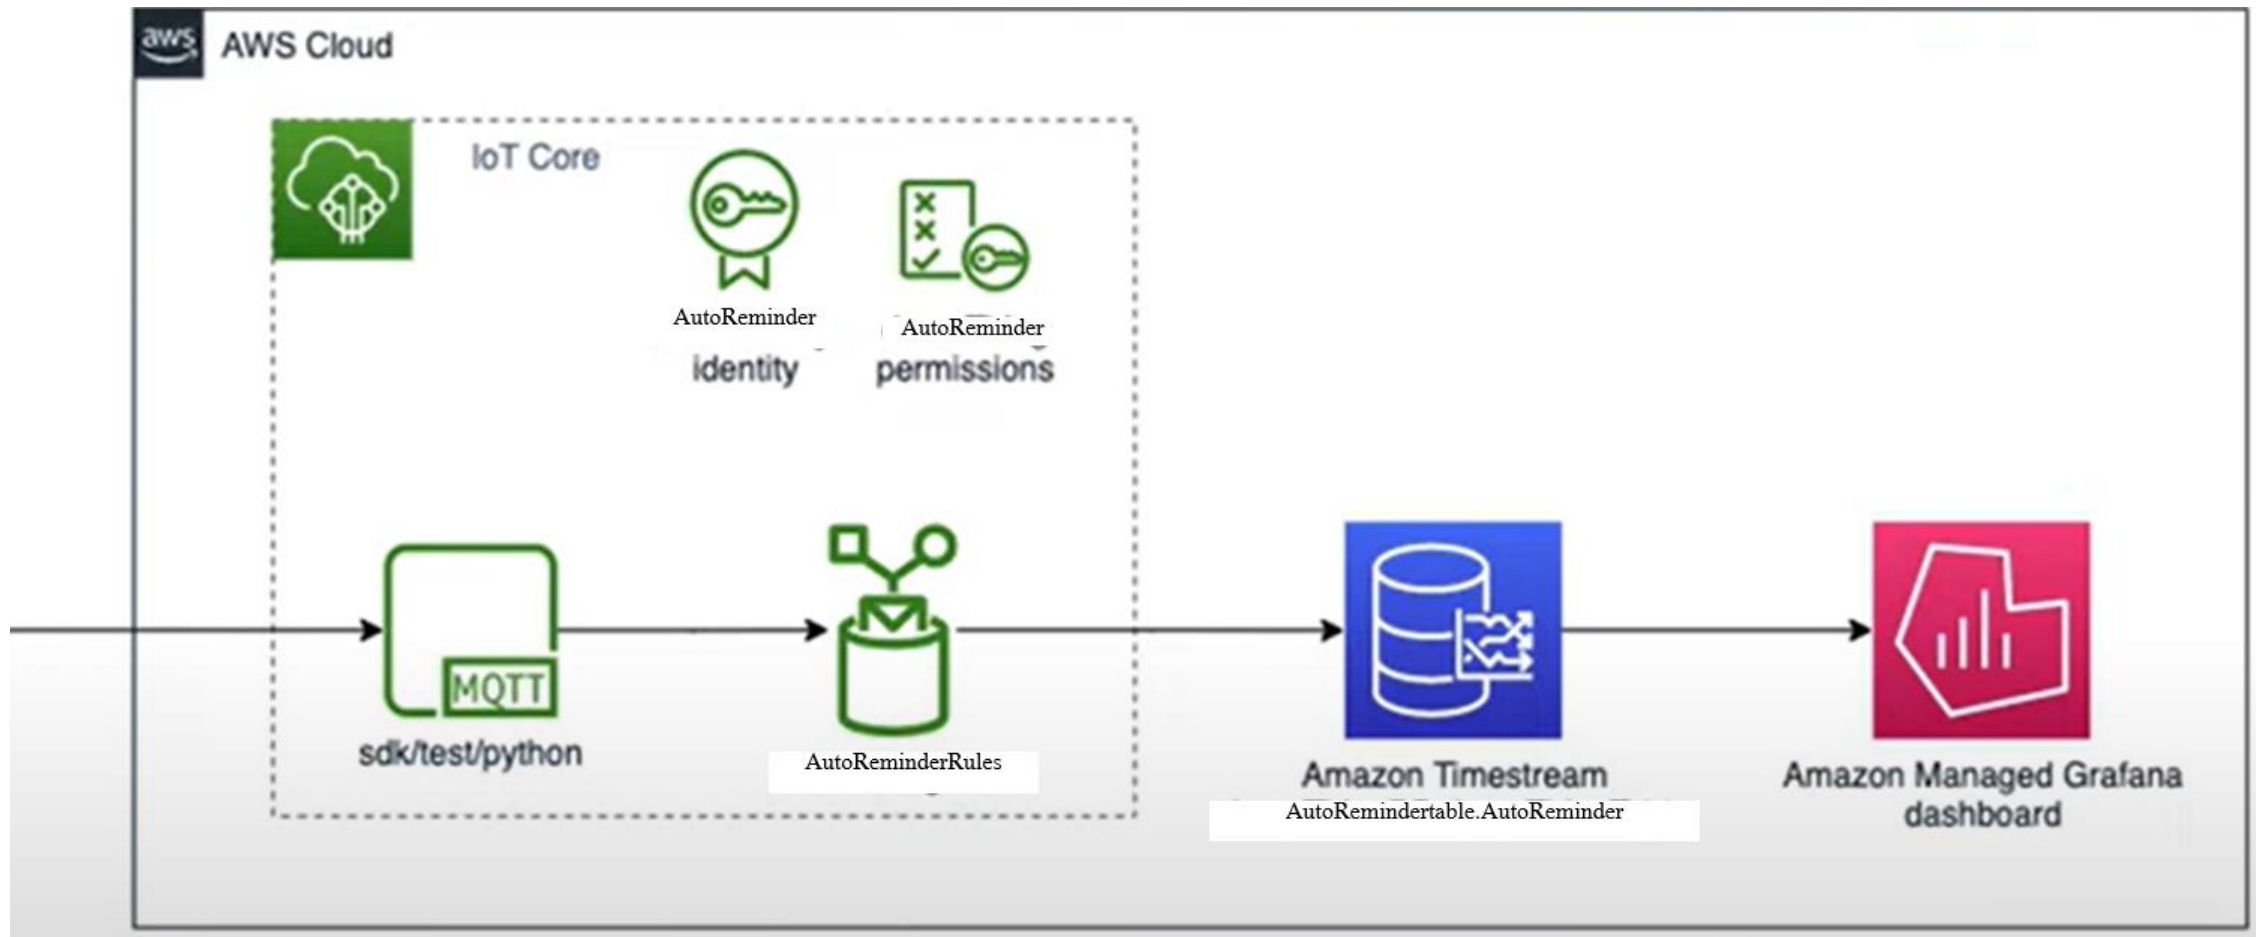 aws
AWS Cloud
IoT Core
AutoReminder
identity
AutoReminder
permissions
MQTT
sdk/test/python
AutoReminderRules
Amazon Timestream
AutoRemindertable.AutoReminder
Amazon Managed Grafana
dashboard